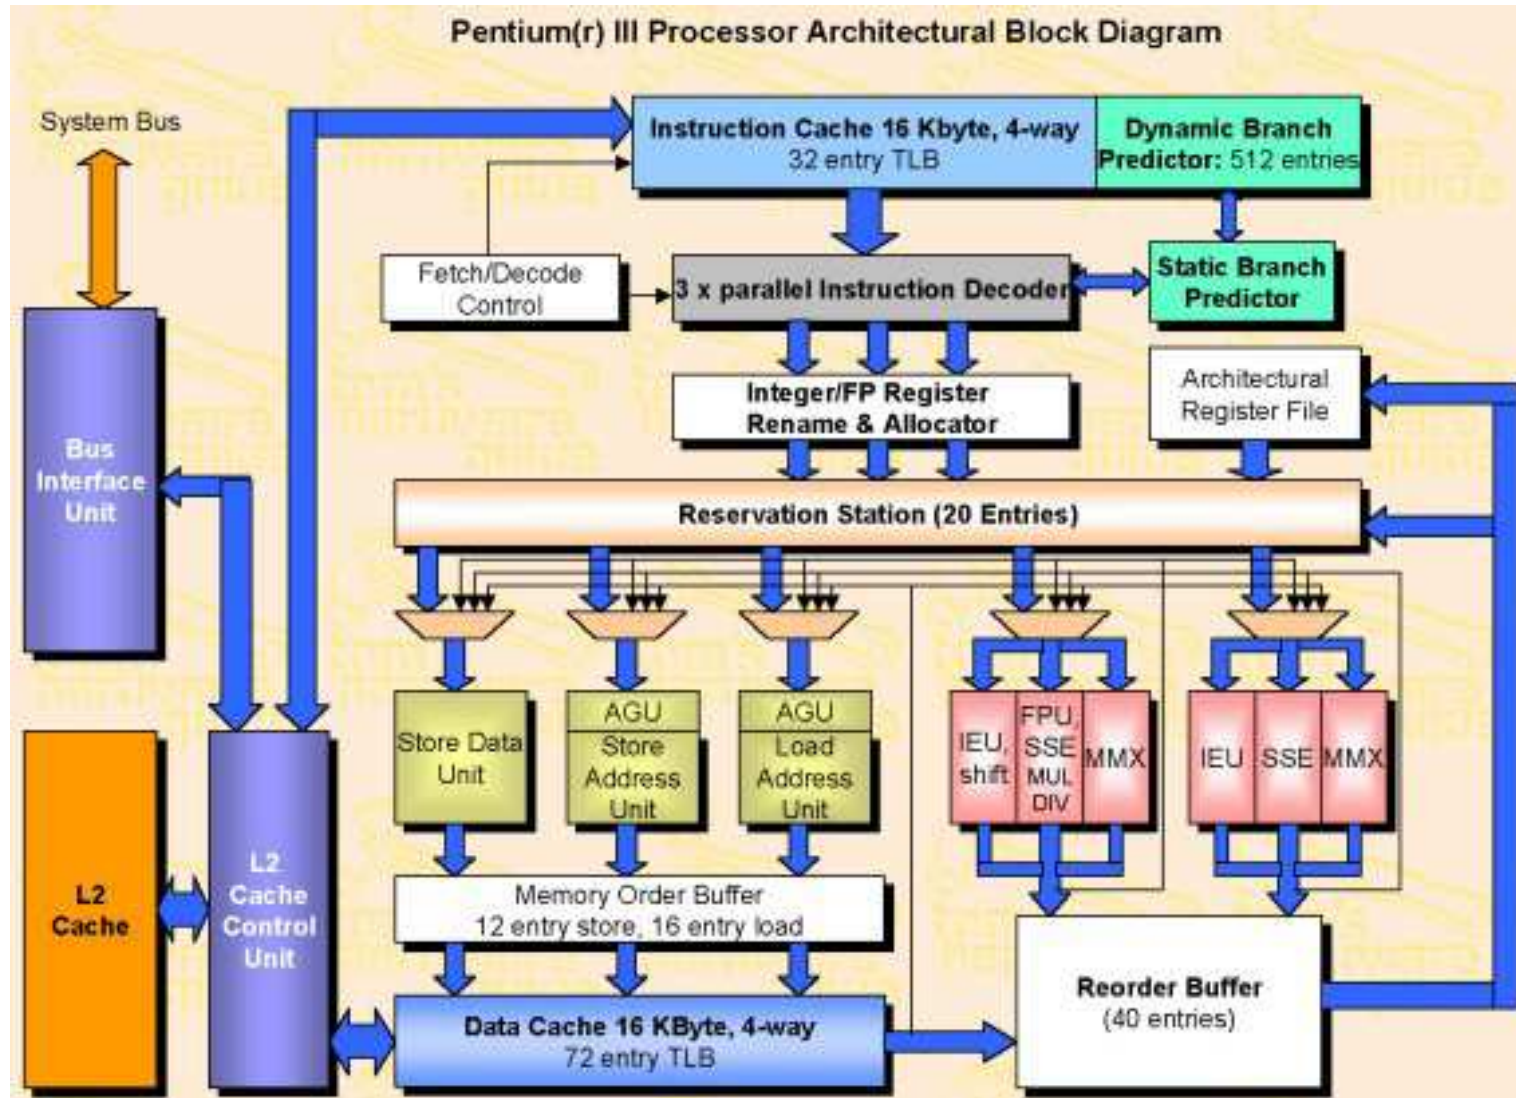 Pentium(r) III Processor Architectural Block Diagram
System Bus
Instruction Cache 16 Kbyte, 4-way
32 entry TLB
Dynamic Branch
Predictor: 512 entries
Fetch/Decode
Control
3 x parallel Instruction Decoder
Static Branch
Predictor
Integer/FP Register
Rename & Allocator
Architectural
Register File
Bus
Interface
Unit
Reservation Station (20 Entries)
Store Data
Unit
AGU
Store
Address
Unit
AGU
Load
Address
Unit
IEU,
shift
FPU,
SSE
MUL
DIV
MMX
IEU
SSE
MMX
L2
Cache
L2
Cache
Control
Unit
Memory Order Buffer
12 entry store, 16 entry load
Data Cache 16 KByte, 4-way
72 entry TLB
Reorder Buffer
(40 entries)